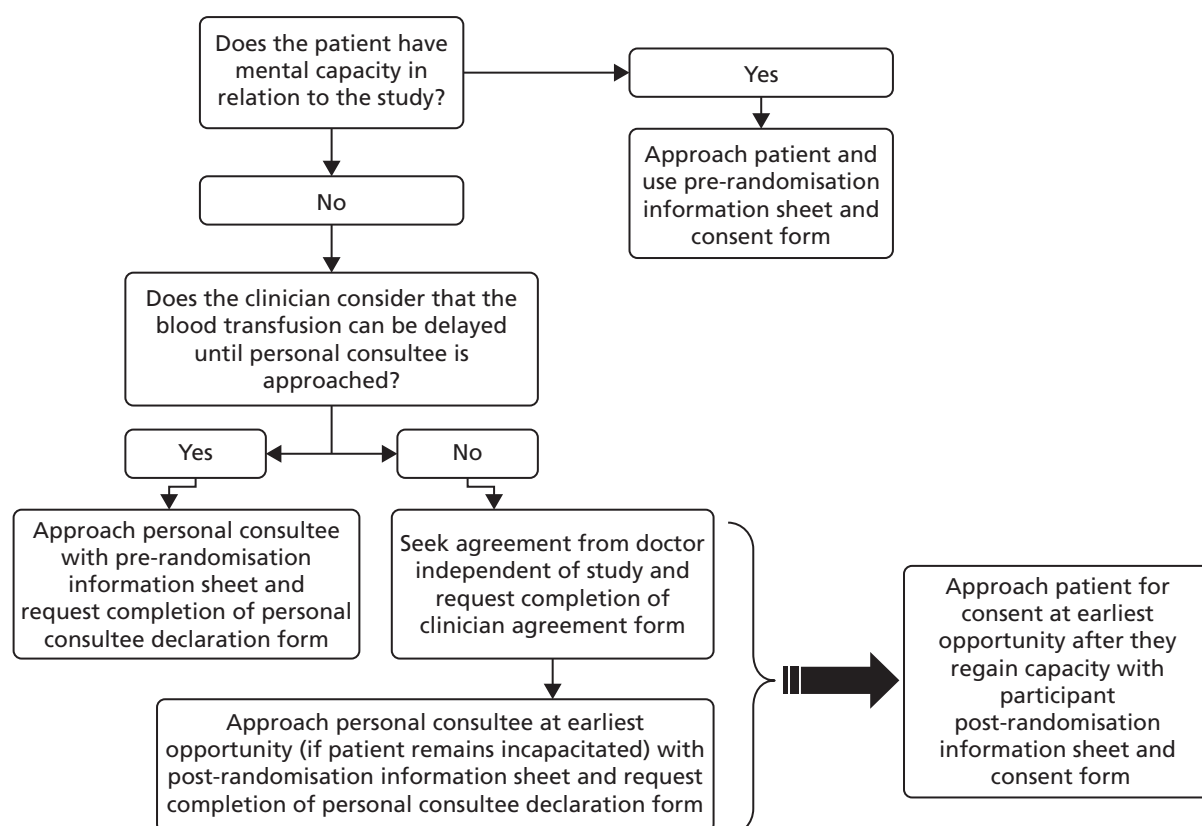 Does the patient have
mental capacity in
relation to the study?
Yes
Approach patient and
use pre-randomisation
information sheet and
consent form
No
Does the clinician consider that the
blood transfusion can be delayed
until personal consultee is
approached?
Yes
No
Approach personal consultee
with pre-randomisation
information sheet and
request completion of personal
consultee declaration form
Seek agreement from doctor
independent of study and
request completion of
clinician agreement form
Approach personal consultee at earliest
opportunity (if patient remains incapacitated) with
post-randomisation information sheet and request
completion of personal consultee declaration form
Approach patient for
consent at earliest
opportunity after they
regain capacity with
participant
post-randomisation
information sheet and
consent form